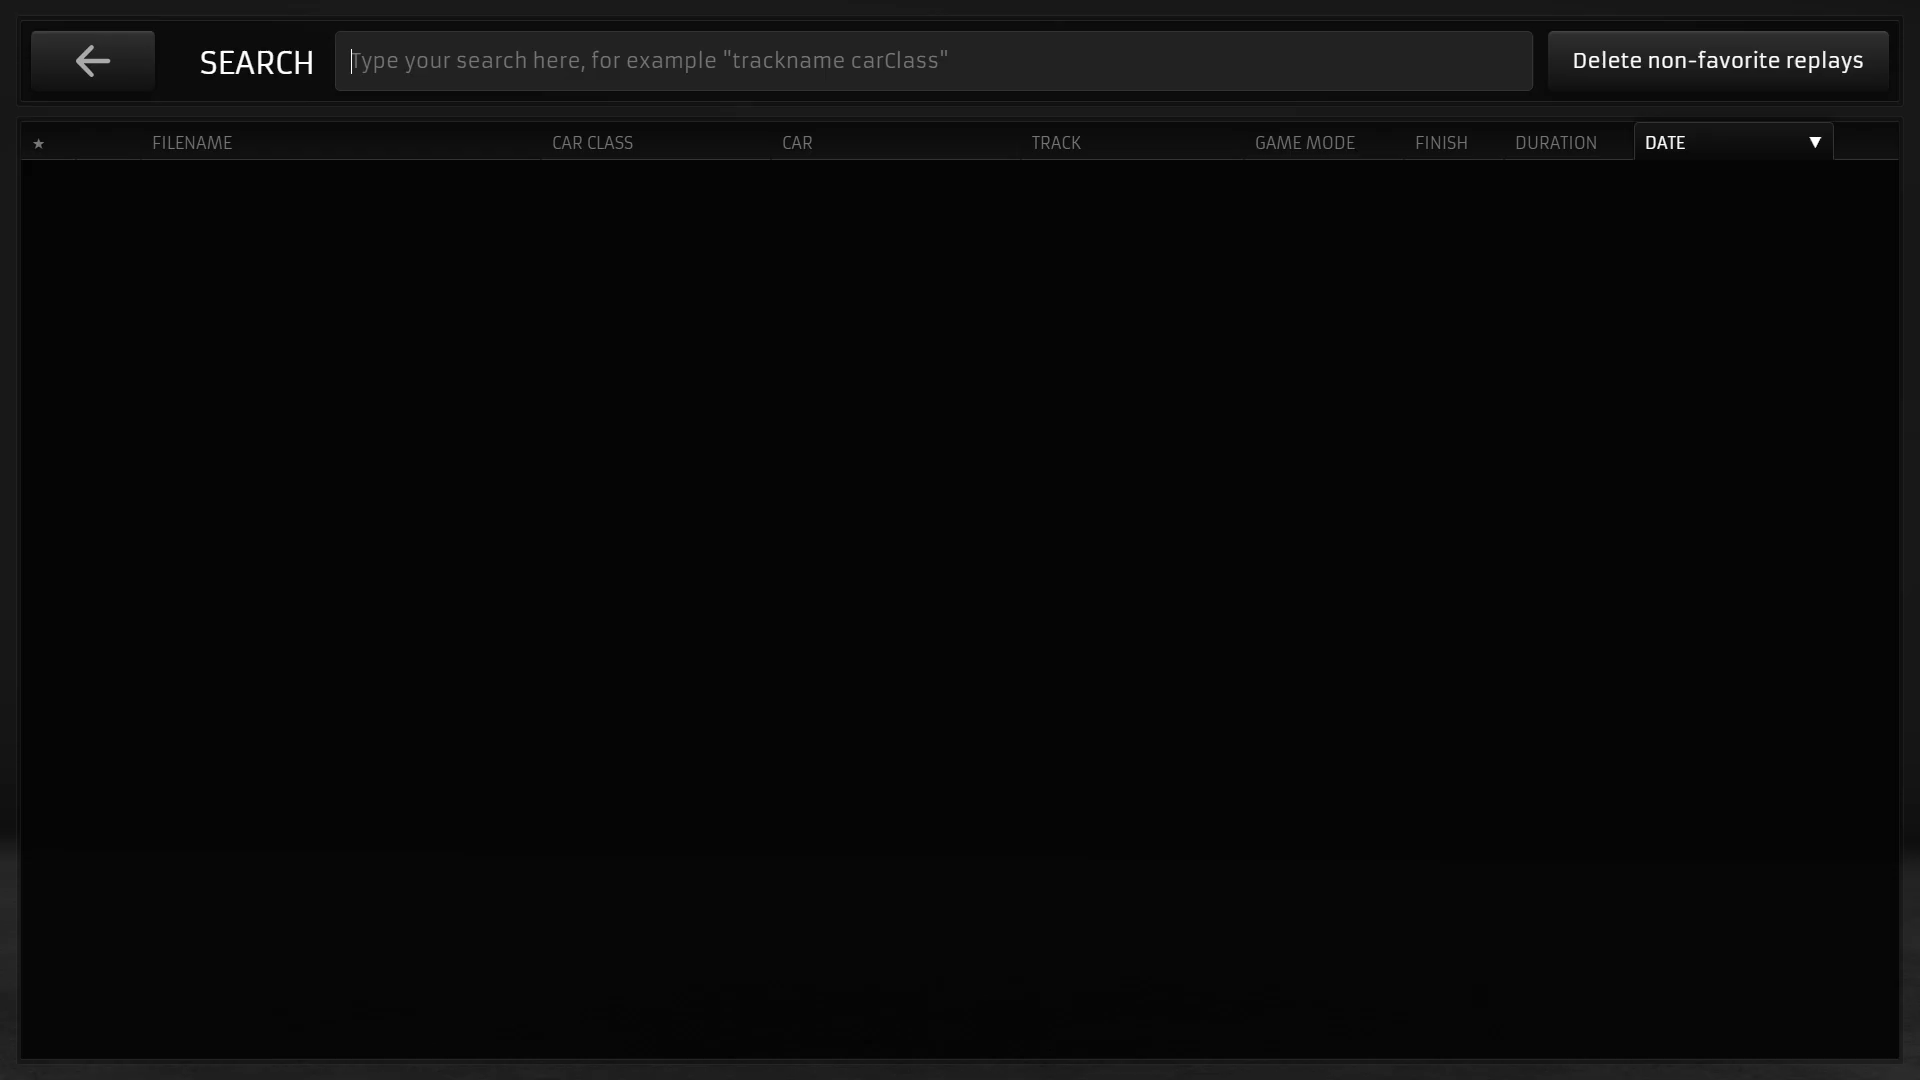 SEARCH
Type your search here, for example "trackname carClass"
Delete non-favorite replays
★ FILENAME CAR CLASS CAR TRACK GAME MODE FINISH DURATION DATE ▼